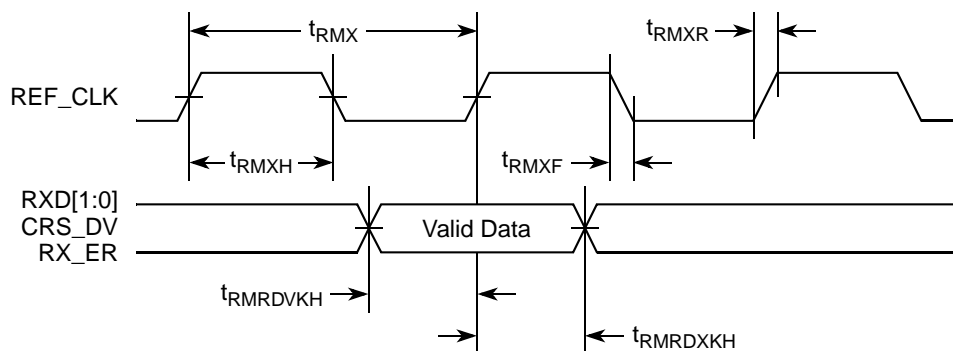 tRMX
tRMXR
REF_CLK
tRMXH
tRMXF
RXD[1:0]
CRS_DV
Valid Data
RX_ER
tRMRDVKH
tRMRDXKH